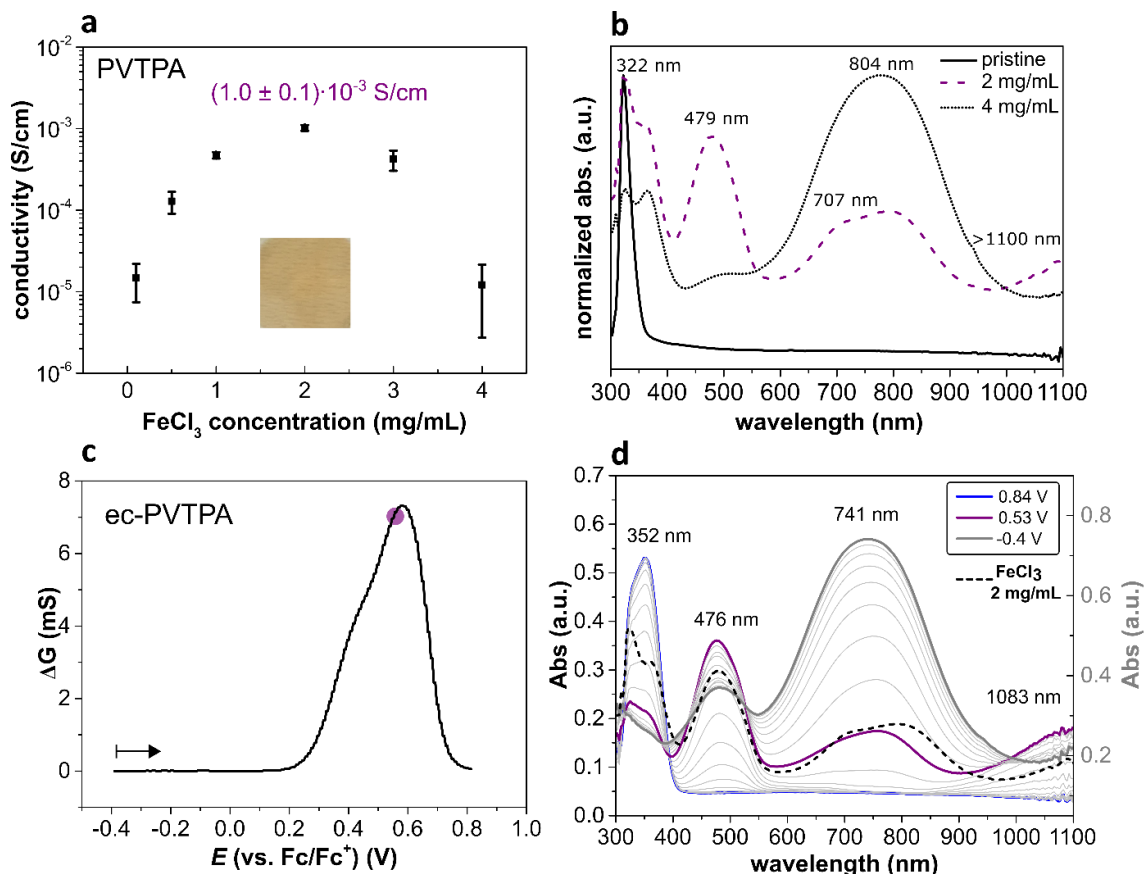 a
PVTPA
(1.0 ± 0.1)·10⁻³ S/cm
conductivity (S/cm)
10⁻²
10⁻³
10⁻⁴
10⁻⁵
10⁻⁶
0 1 2 3 4
FeCl₃ concentration (mg/mL)
b
322 nm
479 nm
804 nm
707 nm
>1100 nm
pristine
2 mg/mL
4 mg/mL
normalized abs. (a.u.)
300 400 500 600 700 800 900 1000 1100
wavelength (nm)
c
ec-PVTPA
ΔG (mS)
8
6
4
2
0
-0.4 -0.2 0.0 0.2 0.4 0.6 0.8 1.0
E (vs. Fc/Fc⁺) (V)
d
352 nm
476 nm
741 nm
1083 nm
0.84 V
0.53 V
-0.4 V
FeCl₃
2 mg/mL
Abs (a.u.)
0.7
0.6
0.5
0.4
0.3
0.2
0.1
0.0
0.8
0.6
0.4
0.2
Abs (a.u.)
300 400 500 600 700 800 900 1000 1100
wavelength (nm)